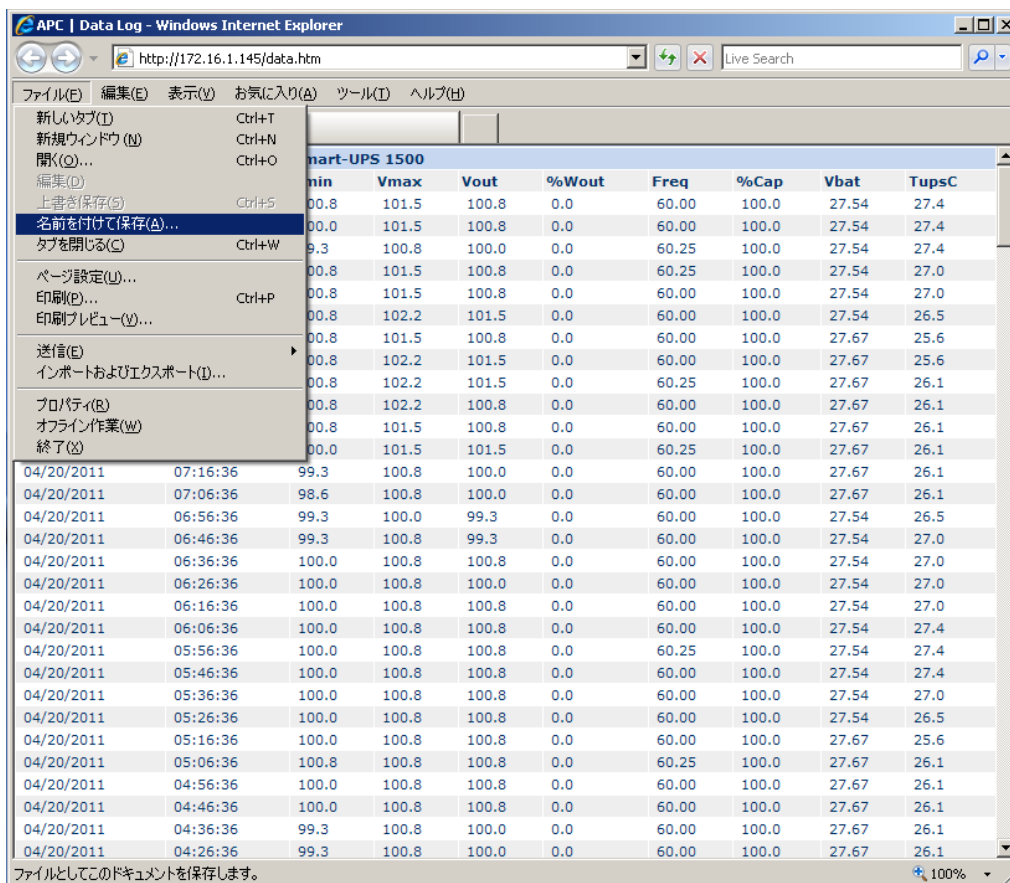 APC | Data Log - Windows Internet Explorer
http://172.16.1.145/data.htm Live Search
ファイル(F) 編集(E) 表示(V) お気に入り(A) ツール(T) ヘルプ(H)
新しいタブ(T) Ctrl+T
新規ウィンドウ(N) Ctrl+N
開く(O)... Ctrl+O
編集(D)
上書き保存(S) Ctrl+S
名前を付けて保存(A)...
タブを閉じる(C) Ctrl+W
ページ設定(U)...
印刷(P)... Ctrl+P
印刷プレビュー(V)...
送信(E)
インポートおよびエクスポート(I)...
プロパティ(R)
オフライン作業(W)
終了(X)
mart-UPS 1500
min Vmax Vout %Wout Freq %Cap Vbat TupsC
00.8 101.5 100.8 0.0 60.00 100.0 27.54 27.4
00.0 101.5 100.8 0.0 60.00 100.0 27.54 27.4
9.3 100.8 100.0 0.0 60.25 100.0 27.54 27.4
00.8 101.5 100.8 0.0 60.25 100.0 27.54 27.0
00.8 101.5 100.8 0.0 60.00 100.0 27.54 27.0
00.8 102.2 101.5 0.0 60.00 100.0 27.54 26.5
00.8 101.5 101.5 0.0 60.00 100.0 27.67 25.6
00.8 102.2 101.5 0.0 60.00 100.0 27.67 25.6
00.8 102.2 101.5 0.0 60.25 100.0 27.67 26.1
00.8 102.2 100.8 0.0 60.00 100.0 27.67 26.1
00.8 101.5 100.8 0.0 60.00 100.0 27.67 26.1
00.0 101.5 101.5 0.0 60.25 100.0 27.67 26.1
04/20/2011 07:16:36 99.3 100.8 100.0 0.0 60.00 100.0 27.67 26.1
04/20/2011 07:06:36 98.6 100.8 100.0 0.0 60.00 100.0 27.67 26.1
04/20/2011 06:56:36 99.3 100.0 99.3 0.0 60.00 100.0 27.54 26.5
04/20/2011 06:46:36 99.3 100.8 99.3 0.0 60.00 100.0 27.54 27.0
04/20/2011 06:36:36 100.0 100.8 100.8 0.0 60.00 100.0 27.54 27.0
04/20/2011 06:26:36 100.0 100.8 100.8 0.0 60.00 100.0 27.54 27.0
04/20/2011 06:16:36 100.0 100.8 100.8 0.0 60.00 100.0 27.54 27.0
04/20/2011 06:06:36 100.0 100.8 100.8 0.0 60.00 100.0 27.54 27.4
04/20/2011 05:56:36 100.0 100.8 100.8 0.0 60.25 100.0 27.54 27.4
04/20/2011 05:46:36 100.0 100.8 100.8 0.0 60.00 100.0 27.54 27.4
04/20/2011 05:36:36 100.0 100.8 100.8 0.0 60.00 100.0 27.54 27.0
04/20/2011 05:26:36 100.0 100.8 100.8 0.0 60.00 100.0 27.54 26.5
04/20/2011 05:16:36 100.0 100.8 100.8 0.0 60.00 100.0 27.67 25.6
04/20/2011 05:06:36 100.8 100.8 100.8 0.0 60.25 100.0 27.67 26.1
04/20/2011 04:56:36 100.0 100.8 100.8 0.0 60.00 100.0 27.67 26.1
04/20/2011 04:46:36 100.0 100.8 100.8 0.0 60.00 100.0 27.67 26.1
04/20/2011 04:36:36 99.3 100.8 100.0 0.0 60.00 100.0 27.67 26.1
04/20/2011 04:26:36 99.3 100.8 100.0 0.0 60.00 100.0 27.67 26.1
ファイルとしてこのドキュメントを保存します。 100%